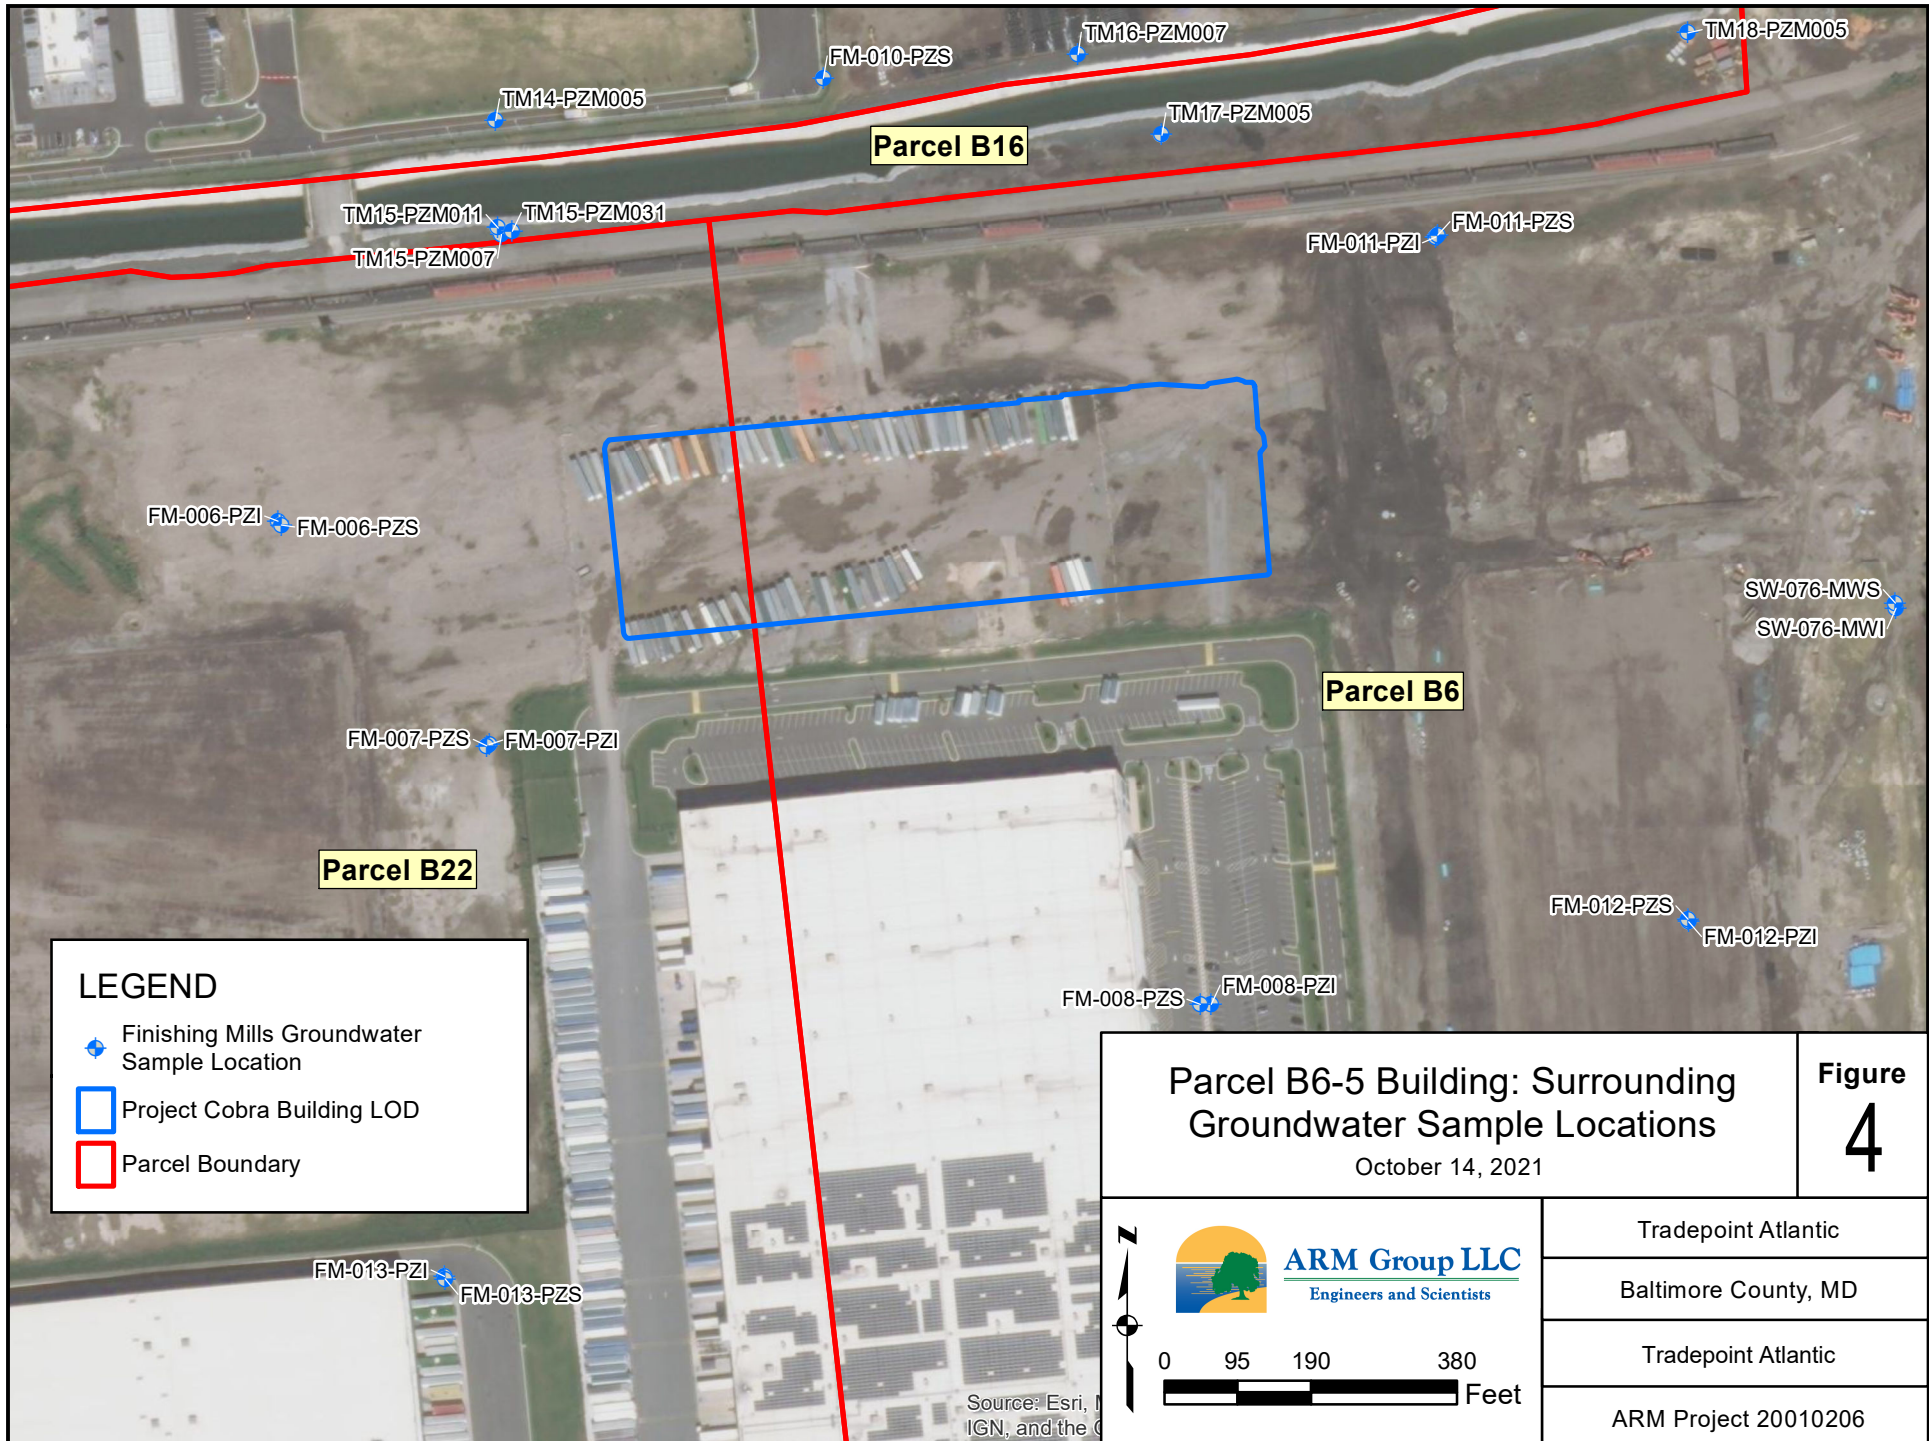 TM18-PZM005
TM16-PZM007
FM-010-PZS
TM14-PZM005
TM17-PZM005
Parcel B16
TM15-PZM011
TM15-PZM031
TM15-PZM007
FM-011-PZS
FM-011-PZI
FM-006-PZI
FM-006-PZS
SW-076-MWS
SW-076-MWI
Parcel B6
FM-007-PZS
FM-007-PZI
Parcel B22
FM-012-PZS
FM-012-PZI
FM-008-PZS
FM-008-PZI
FM-013-PZI
FM-013-PZS
LEGEND
Finishing Mills Groundwater
Sample Location
Project Cobra Building LOD
Parcel Boundary
Parcel B6-5 Building: Surrounding
Groundwater Sample Locations
October 14, 2021
Figure
4
Z
ARM Group LLC
Engineers and Scientists
0 95 190 380
Feet
Tradepoint Atlantic
Baltimore County, MD
Tradepoint Atlantic
ARM Project 20010206
Source: Esri,
IGN, and the